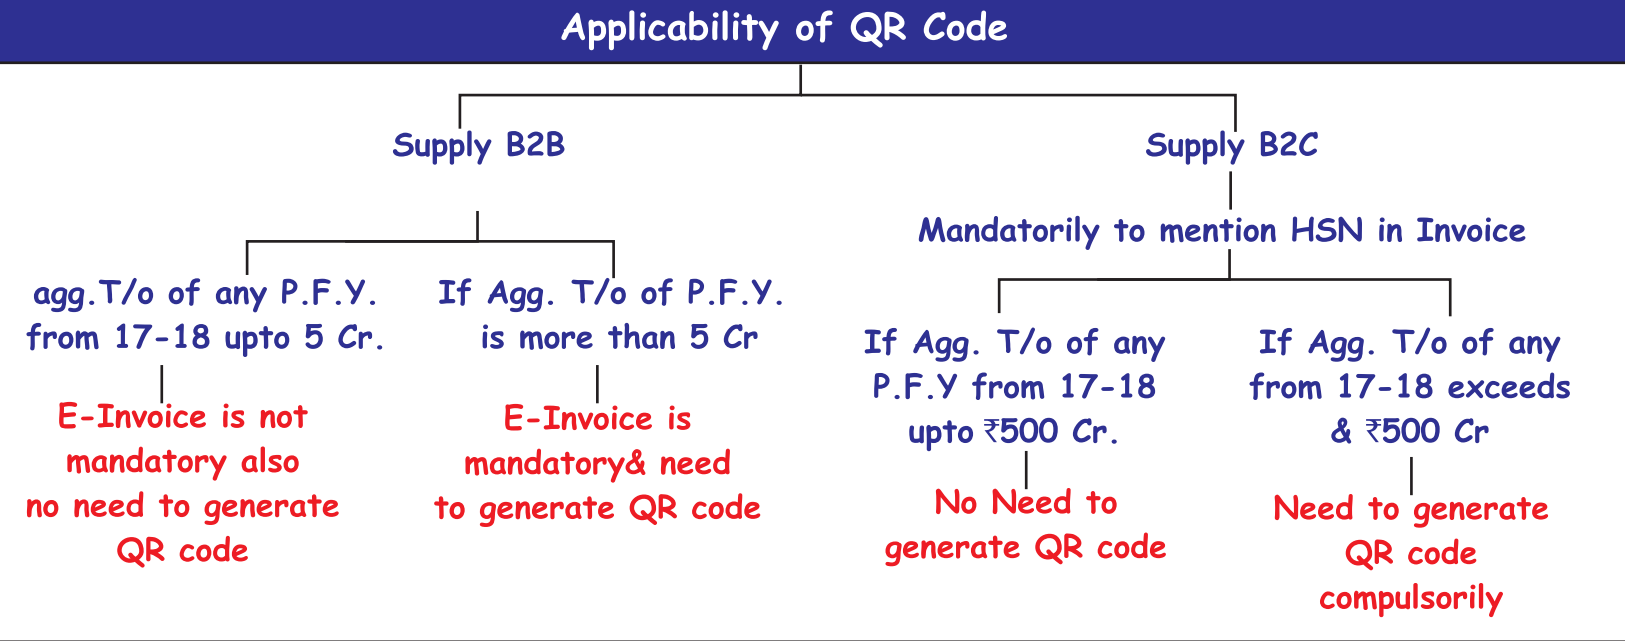 Applicability of QR Code
Supply B2B
agg.T/o of any P.F.Y.
from 17-18 upto 5 Cr.
E-Invoice is not
mandatory also
no need to generate
QR code
If Agg. T/o of P.F.Y.
is more than 5 Cr
E-Invoice is
mandatory& need
to generate QR code
Supply B2C
Mandatorily to mention HSN in Invoice
If Agg. T/o of any
P.F.Y from 17-18
upto ₹500 Cr.
No Need to
generate QR code
If Agg. T/o of any
from 17-18 exceeds
& ₹500 Cr
Need to generate
QR code
compulsorily